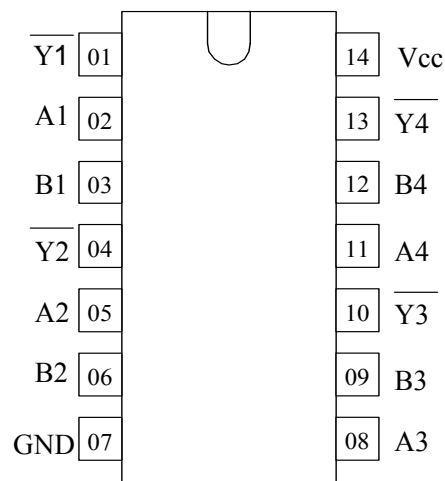 Y1 01 14 Vcc
A1 02 13 Y4
B1 03 12 B4
Y2 04 11 A4
A2 05 10 Y3
B2 06 09 B3
GND 07 08 A3